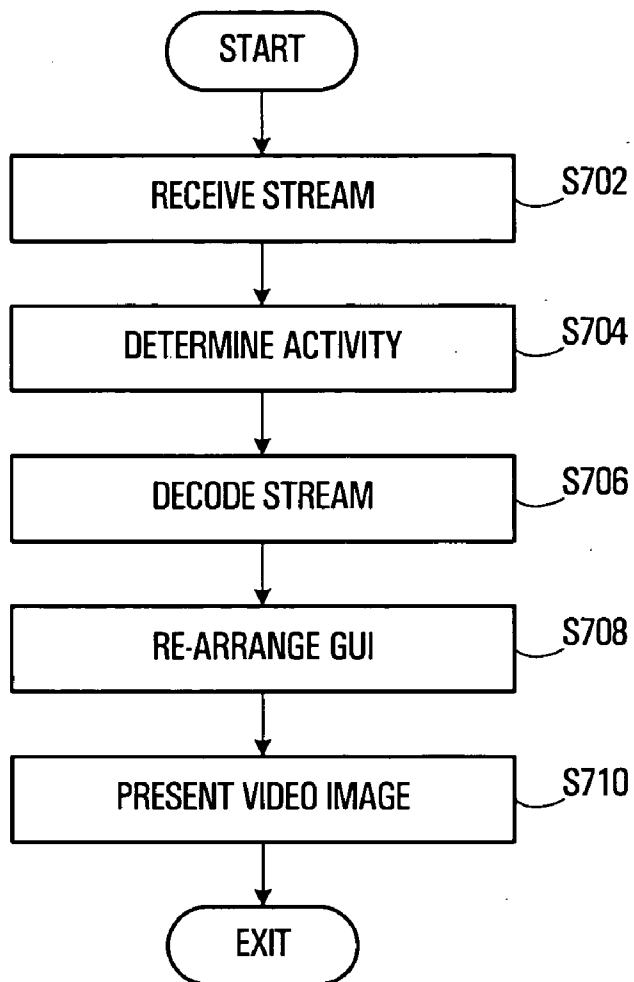 START
RECEIVE STREAM
S702
DETERMINE ACTIVITY
S704
DECODE STREAM
S706
RE-ARRANGE GUI
S708
PRESENT VIDEO IMAGE
S710
EXIT